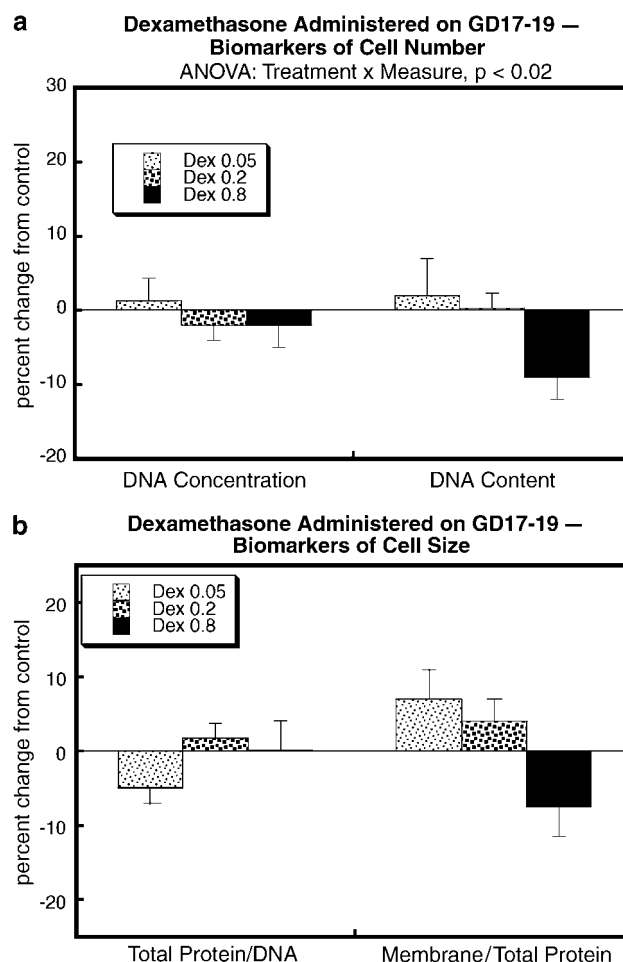 a
Dexamethasone Administered on GD17-19 —
Biomarkers of Cell Number
ANOVA: Treatment x Measure, p < 0.02
percent change from control
30
20
10
0
-10
-20
Dex 0.05
Dex 0.2
Dex 0.8
DNA Concentration
DNA Content
b
Dexamethasone Administered on GD17-19 —
Biomarkers of Cell Size
percent change from control
20
10
0
-10
-20
Dex 0.05
Dex 0.2
Dex 0.8
Total Protein/DNA
Membrane/Total Protein